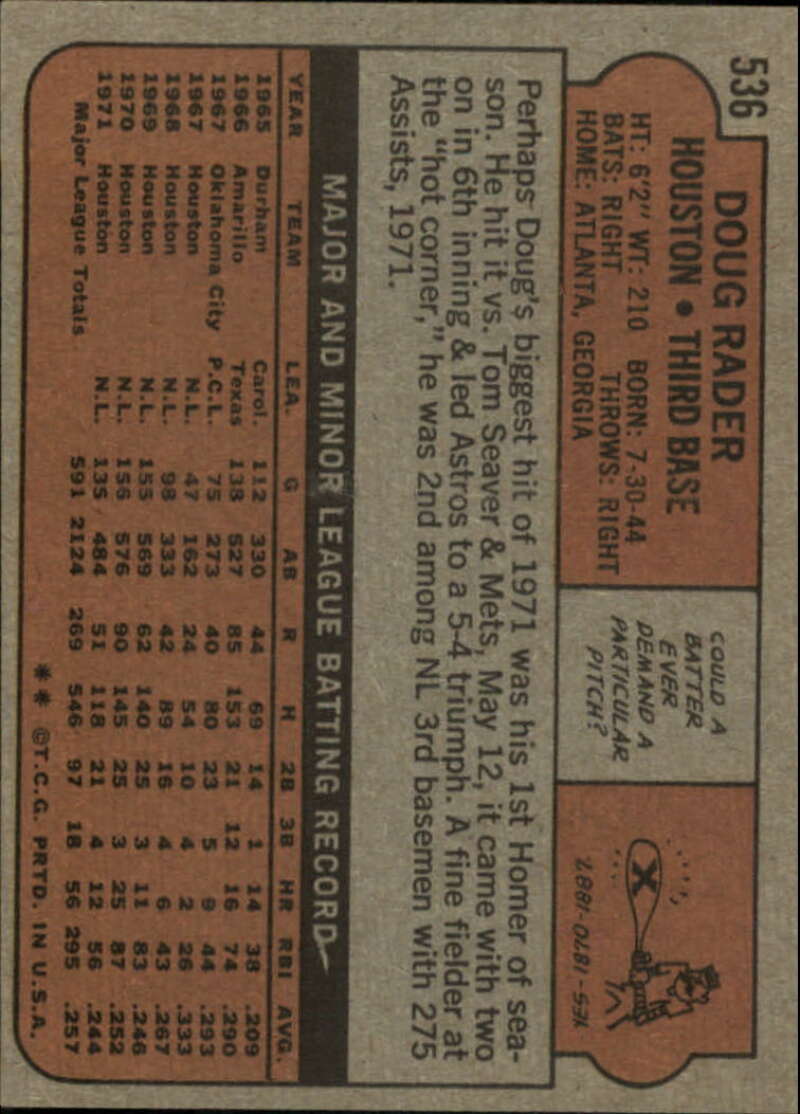 536
DOUG RADER
HOUSTON • THIRD BASE
HT: 6'2" WT: 210 BORN: 7-30-44
BATS: RIGHT THROWS: RIGHT
HOME: ATLANTA, GEORGIA
COULD A
BATTER
EVER
DEMAND A
PARTICULAR
PITCH?
YES-1870-1887.
X
Perhaps Doug's biggest hit of 1971 was his 1st Homer of sea-
son. He hit it vs. Tom Seaver & Mets, May 12, it came with two
on in 6th inning & led Astros to a 5-4 triumph. A fine fielder at
the "hot corner," he was 2nd among NL 3rd basemen with 275
Assists, 1971.
MAJOR AND MINOR LEAGUE BATTING RECORD
YEAR TEAM LEA. G AB R H 2B 3B HR RBI AVG.
1965 Durham Carol. 112 330 44 69 14 1 14 38 .209
1966 Amarillo Texas 138 527 85 153 21 12 16 74 .290
1967 Oklahoma City P.C.L. 75 273 40 80 23 5 9 44 .293
1967 Houston N.L. 47 162 24 54 10 4 2 26 .333
1968 Houston N.L. 98 333 42 89 16 4 6 43 .267
1969 Houston N.L. 155 569 62 140 25 3 11 83 .246
1970 Houston N.L. 156 576 90 145 25 3 25 87 .252
1971 Houston N.L. 135 484 51 118 21 4 12 56 .244
Major League Totals 591 2124 269 546 97 18 56 295 .257
** ©T.C.G. PRTD. IN U.S.A.